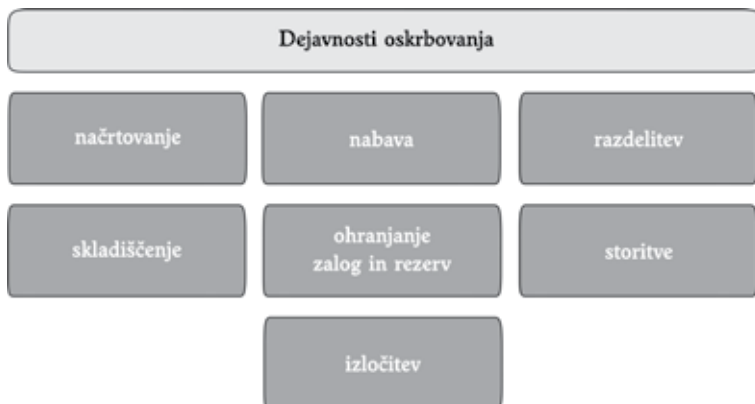 Dejavnosti oskrbovanja
načrtovanje
nabava
razdelitev
skladiščenje
ohranjanje
zalog in rezerv
storitve
izločitev